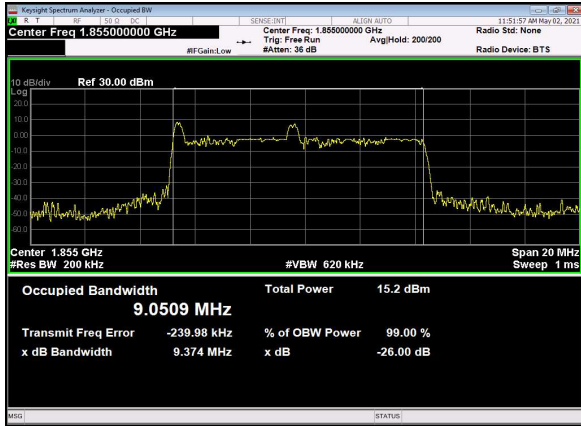 Keysight Spectrum Analyzer - Occupied BW
R T RF 50 Ω DC SENSE:INT ALIGN AUTO 11:51:57 AM May 02, 2021
Center Freq 1.855000000 GHz Center Freq: 1.855000000 GHz Radio Std: None
Trig: Free Run Avg|Hold: 200/200
#IFGain:Low #Atten: 36 dB Radio Device: BTS
10 dB/div Ref 30.00 dBm
Log
20.0
10.0
0.00
-10.0
-20.0
-30.0
-40.0
-50.0
-60.0
Center 1.855 GHz Span 20 MHz
#Res BW 200 kHz #VBW 620 kHz Sweep 1 ms
Occupied Bandwidth Total Power 15.2 dBm
9.0509 MHz
Transmit Freq Error -239.98 kHz % of OBW Power 99.00 %
x dB Bandwidth 9.374 MHz x dB -26.00 dB
MSG STATUS